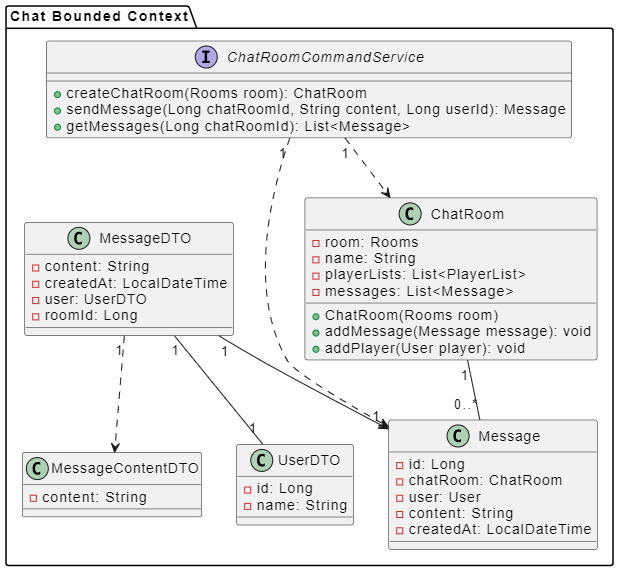 Chat Bounded Context
I ChatRoomCommandService
createChatRoom(Rooms room): ChatRoom
sendMessage(Long chatRoomId, String content, Long userId): Message
getMessages(Long chatRoomId): List<Message>
1
1
C ChatRoom
room: Rooms
name: String
playerLists: List<PlayerList>
messages: List<Message>
ChatRoom(Rooms room)
addMessage(Message message): void
addPlayer(User player): void
C MessageDTO
content: String
createdAt: LocalDateTime
user: UserDTO
roomId: Long
1
1
1
1
0..*
1
1
C MessageContentDTO
content: String
C UserDTO
id: Long
name: String
C Message
id: Long
chatRoom: ChatRoom
user: User
content: String
createdAt: LocalDateTime